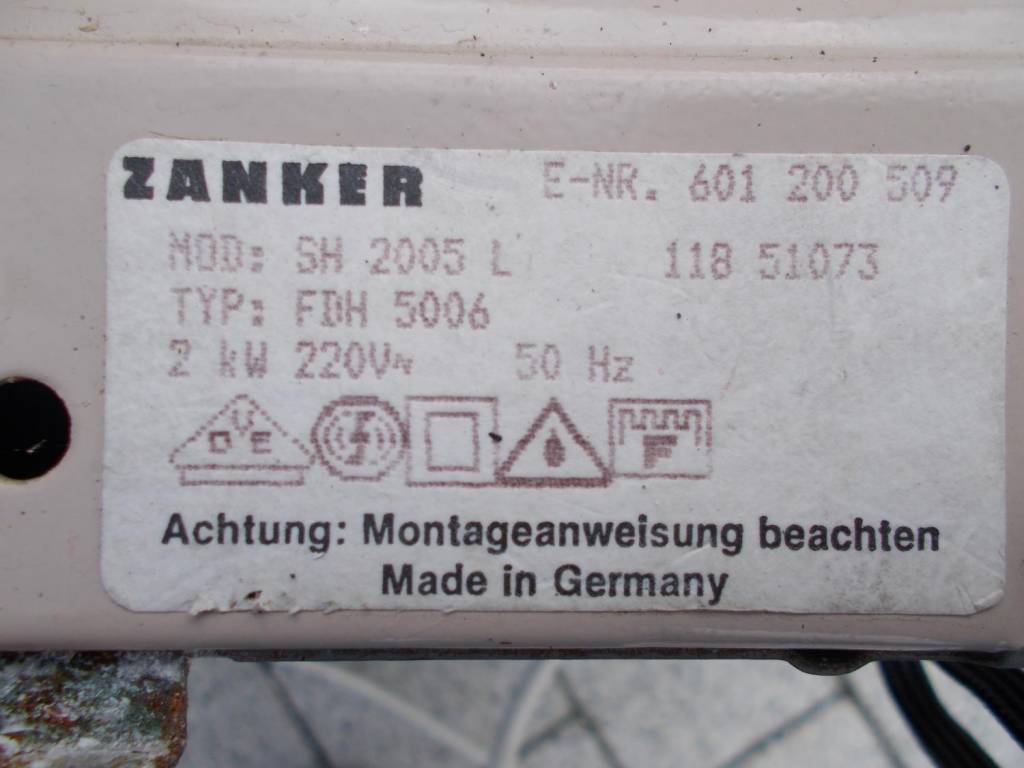 ZANKER E-NR. 601 200 509
MOD: SH 2005 L 118 51073
TYP: FDH 5006
2 kW 220V~ 50 Hz
DVE F
Achtung: Montageanweisung beachten
Made in Germany